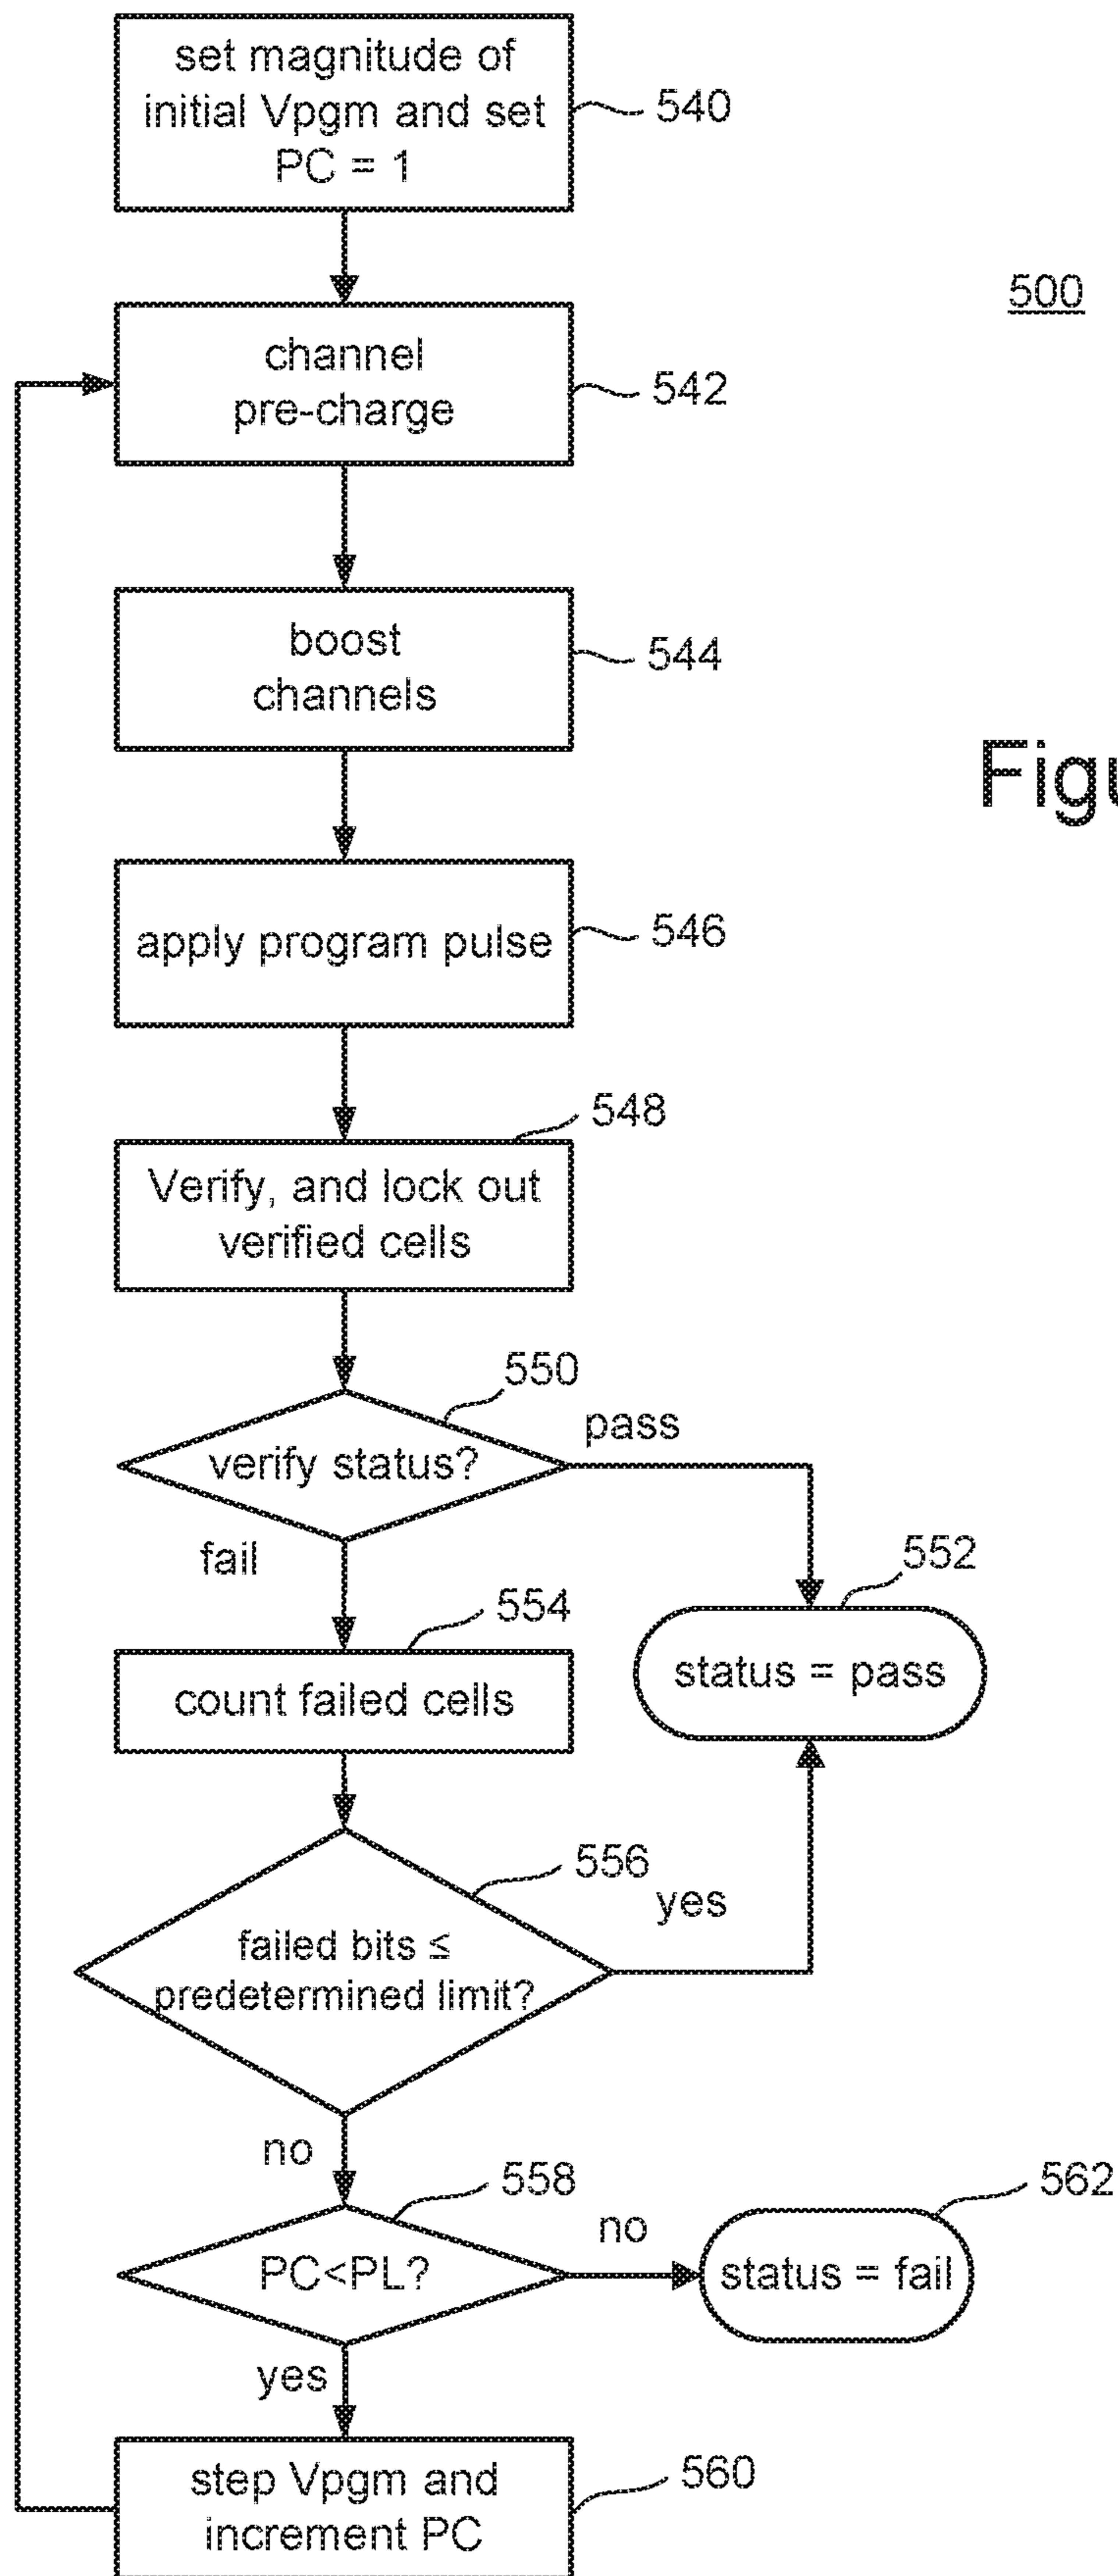 set magnitude of
initial Vpgm and set
PC = 1
540
500
channel
pre-charge
542
boost
channels
544
Figu
apply program pulse
546
548
Verify, and lock out
verified cells
550
pass
verify status?
fail
552
status = pass
554
count failed cells
556
yes
failed bits ≤
predetermined limit?
no
558
no
562
PC<PL?
status = fail
yes
step Vpgm and
increment PC
560